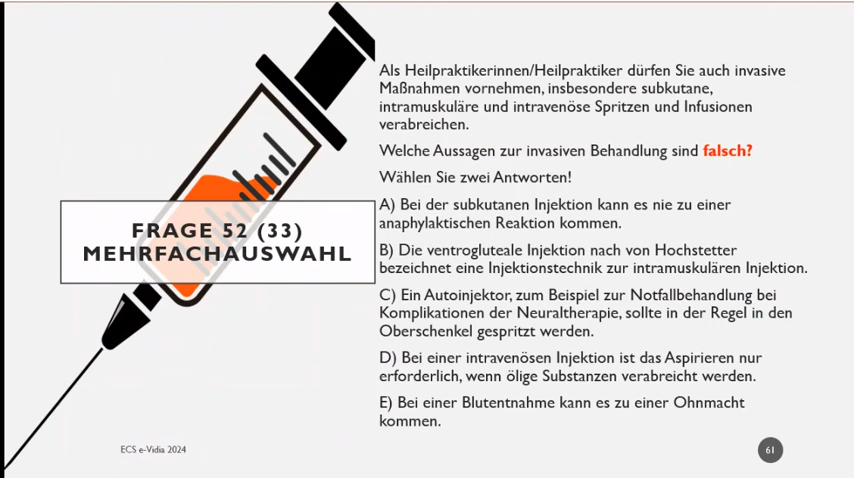 FRAGE 52 (33)
MEHRFACHAUSWAHL
Als Heilpraktikerinnen/Heilpraktiker dürfen Sie auch invasive
Maßnahmen vornehmen, insbesondere subkutane,
intramuskuläre und intravenöse Spritzen und Infusionen
verabreichen.
Welche Aussagen zur invasiven Behandlung sind falsch?
Wählen Sie zwei Antworten!
A) Bei der subkutanen Injektion kann es nie zu einer
anaphylaktischen Reaktion kommen.
B) Die ventrogluteale Injektion nach von Hochstetter
bezeichnet eine Injektionstechnik zur intramuskulären Injektion.
C) Ein Autoinjektor, zum Beispiel zur Notfallbehandlung bei
Komplikationen der Neuraltherapie, sollte in der Regel in den
Oberschenkel gespritzt werden.
D) Bei einer intravenösen Injektion ist das Aspirieren nur
erforderlich, wenn ölige Substanzen verabreicht werden.
E) Bei einer Blutentnahme kann es zu einer Ohnmacht
kommen.
ECS e-Vidia 2024
61